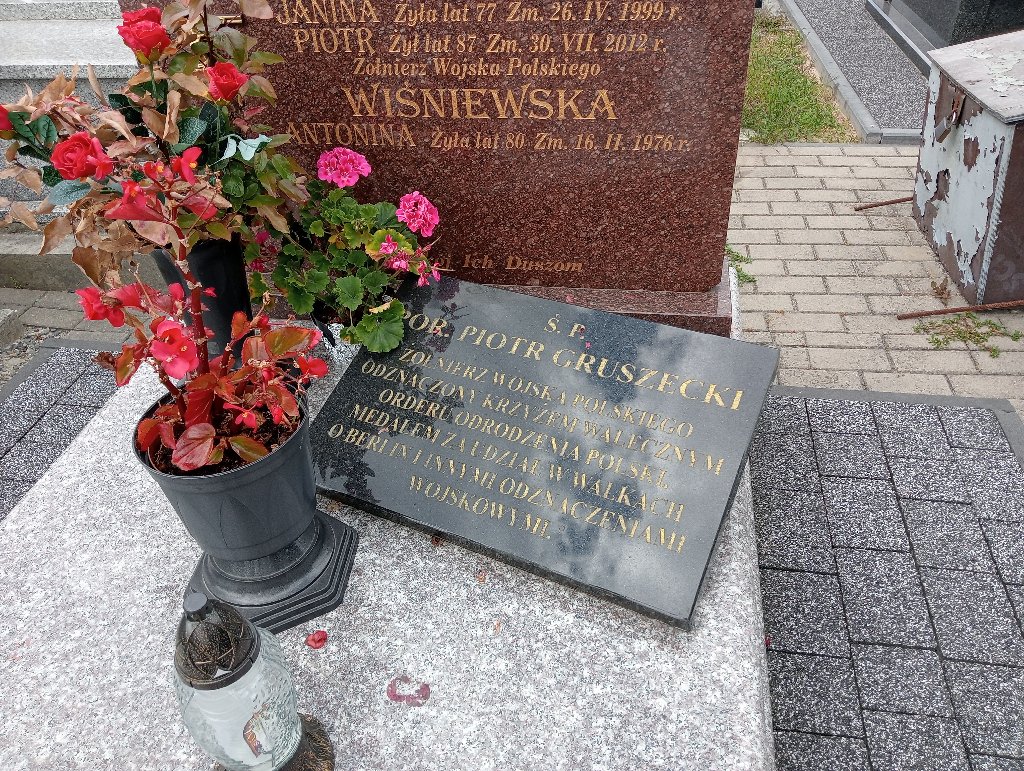 JANINA Żyła lat 77 Zm. 26. IV. 1999 r.
PIOTR Żył lat 87 Zm. 30. VII. 2012 r.
Żołnierz Wojska Polskiego
WIŚNIEWSKA
ANTONINA Żyła lat 80 Zm. 16. II. 1976 r.
Ich Duszom
Ś. P.
POR. PIOTR GRUSZECKI
ŻOŁNIERZ WOJSKA POLSKIEGO
ODZNACZONY KRZYŻEM WALECZNYM
ORDERU ODRODZENIA POLSKI,
MEDALEM ZA UDZIAŁ W WALKACH
O BERLIN I INNYMI ODZNACZENIAMI
WOJSKOWYMI.